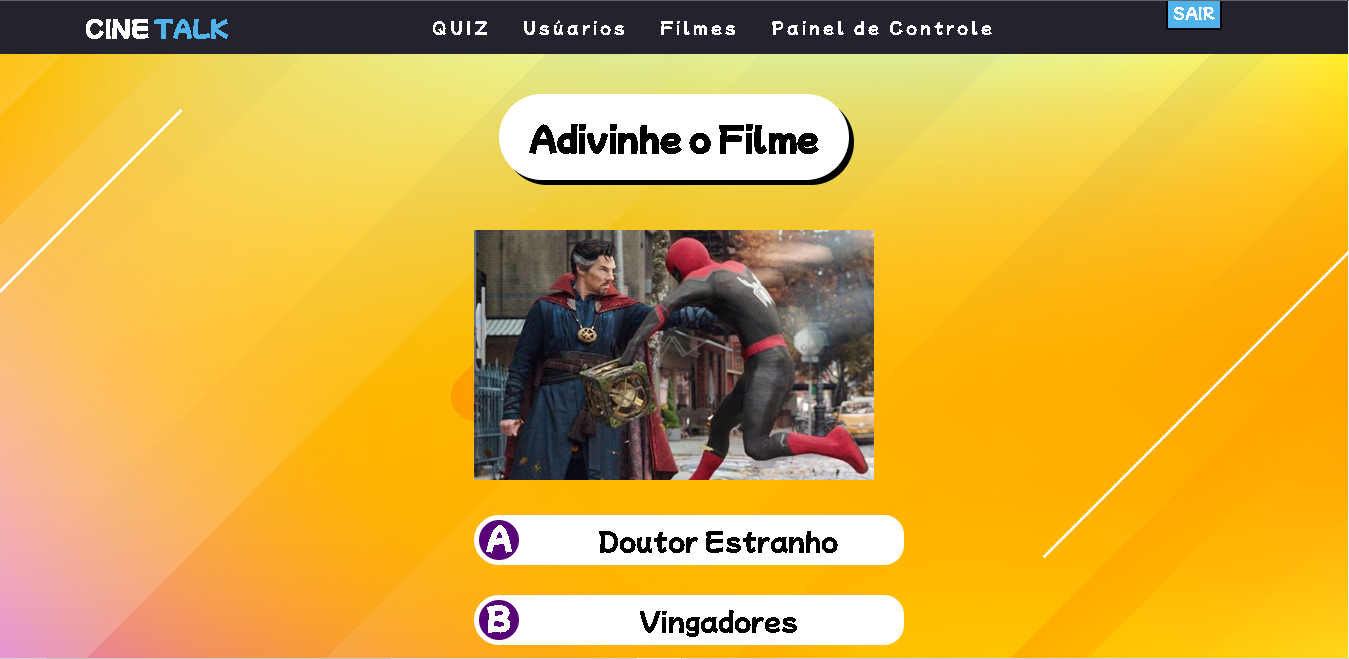 CINE TALK
QUIZ Usúarios Filmes Painel de Controle
SAIR
Adivinhe o Filme
A Doutor Estranho
B Vingadores